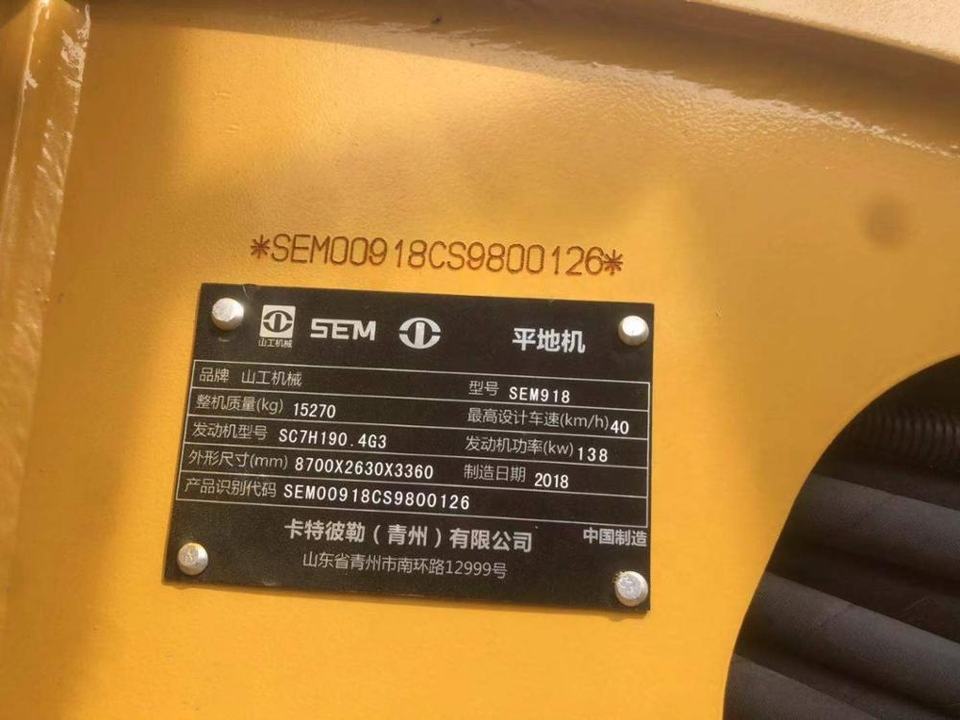 *SEM00918CS9800126*
山工机械 SEM 平地机
品牌 山工机械 型号 SEM918
整机质量(kg) 15270 最高设计车速(km/h) 40
发动机型号 SC7H190.4G3 发动机功率(kw) 138
外形尺寸(mm) 8700X2630X3360 制造日期 2018
产品识别代码 SEM00918CS9800126
卡特彼勒(青州)有限公司 中国制造
山东省青州市南环路12999号